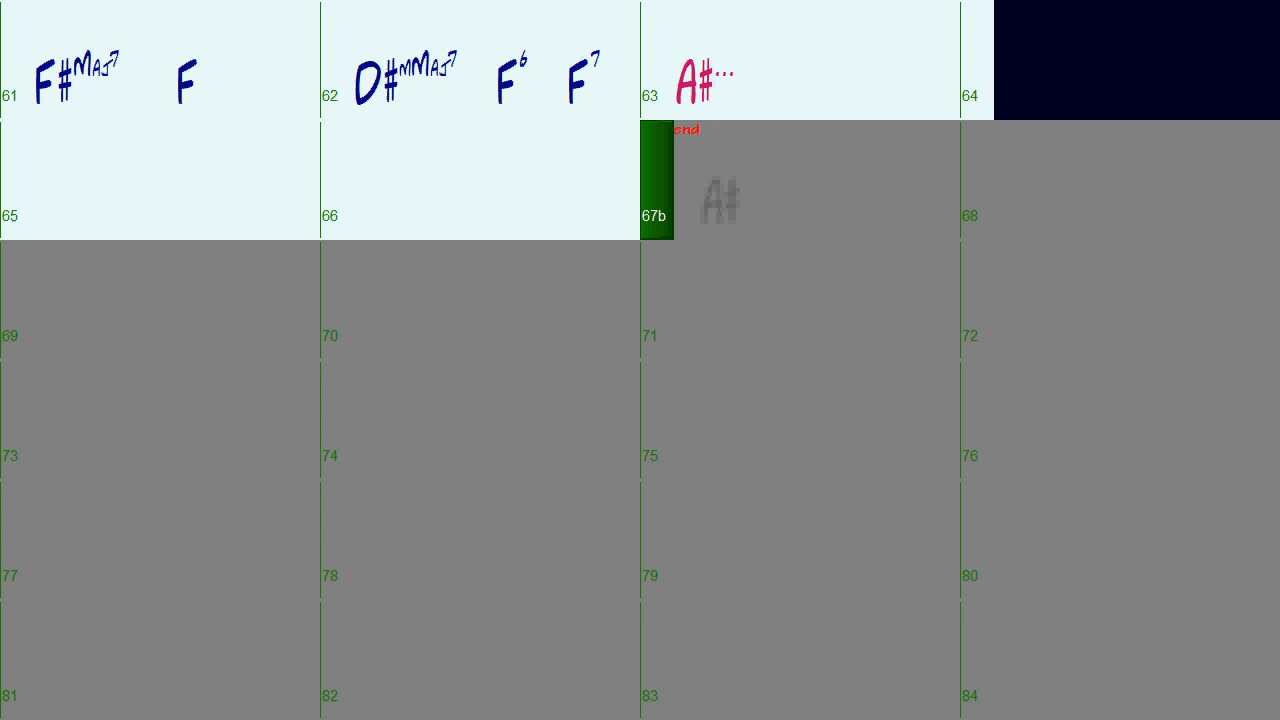 61 F#Maj7 F 62 D#mMaj7 F6 F7 63 A#... 64
end
65 66 67b A# 68
69 70 71 72
73 74 75 76
77 78 79 80
81 82 83 84